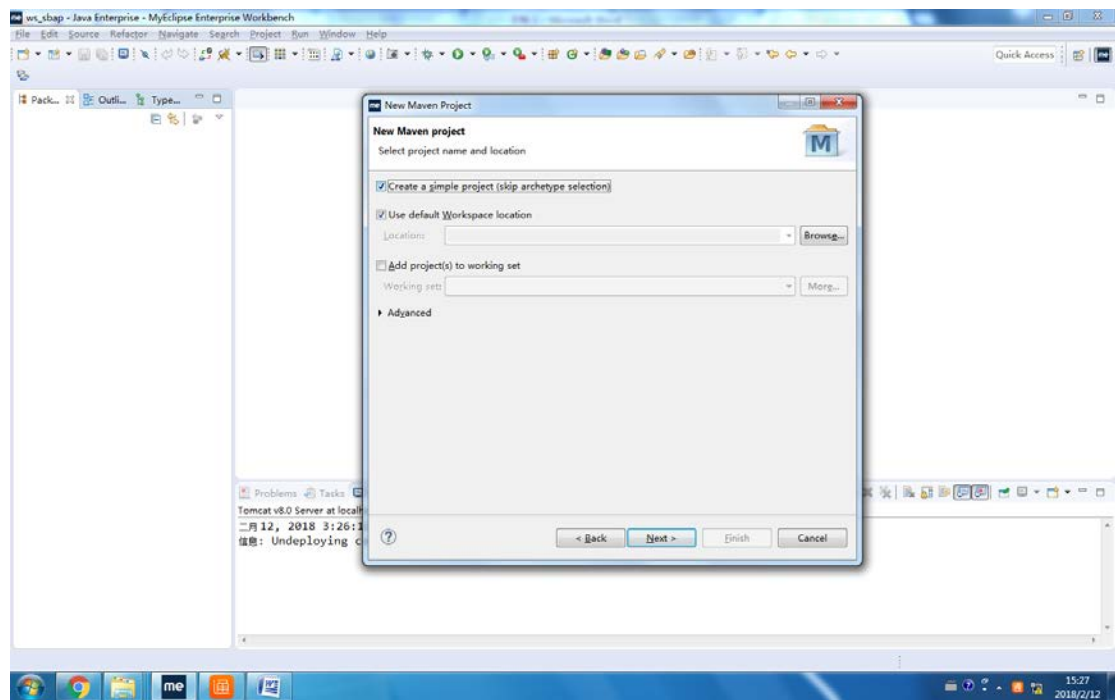 ws_sbap - Java Enterprise - MyEclipse Enterprise Workbench
File Edit Source Refactor Navigate Search Project Run Window Help
Quick Access
Pack... Outli... Type...
New Maven Project
New Maven project
Select project name and location
M
Create a simple project (skip archetype selection)
Use default Workspace location
Location: Browse...
Add project(s) to working set
Working set: More...
Advanced
Problems Tasks
Tomcat v8.0 Server at localh
二月 12, 2018 3:26:1
信息: Undeploying c
< Back Next > Finish Cancel
me
15:27
2018/2/12